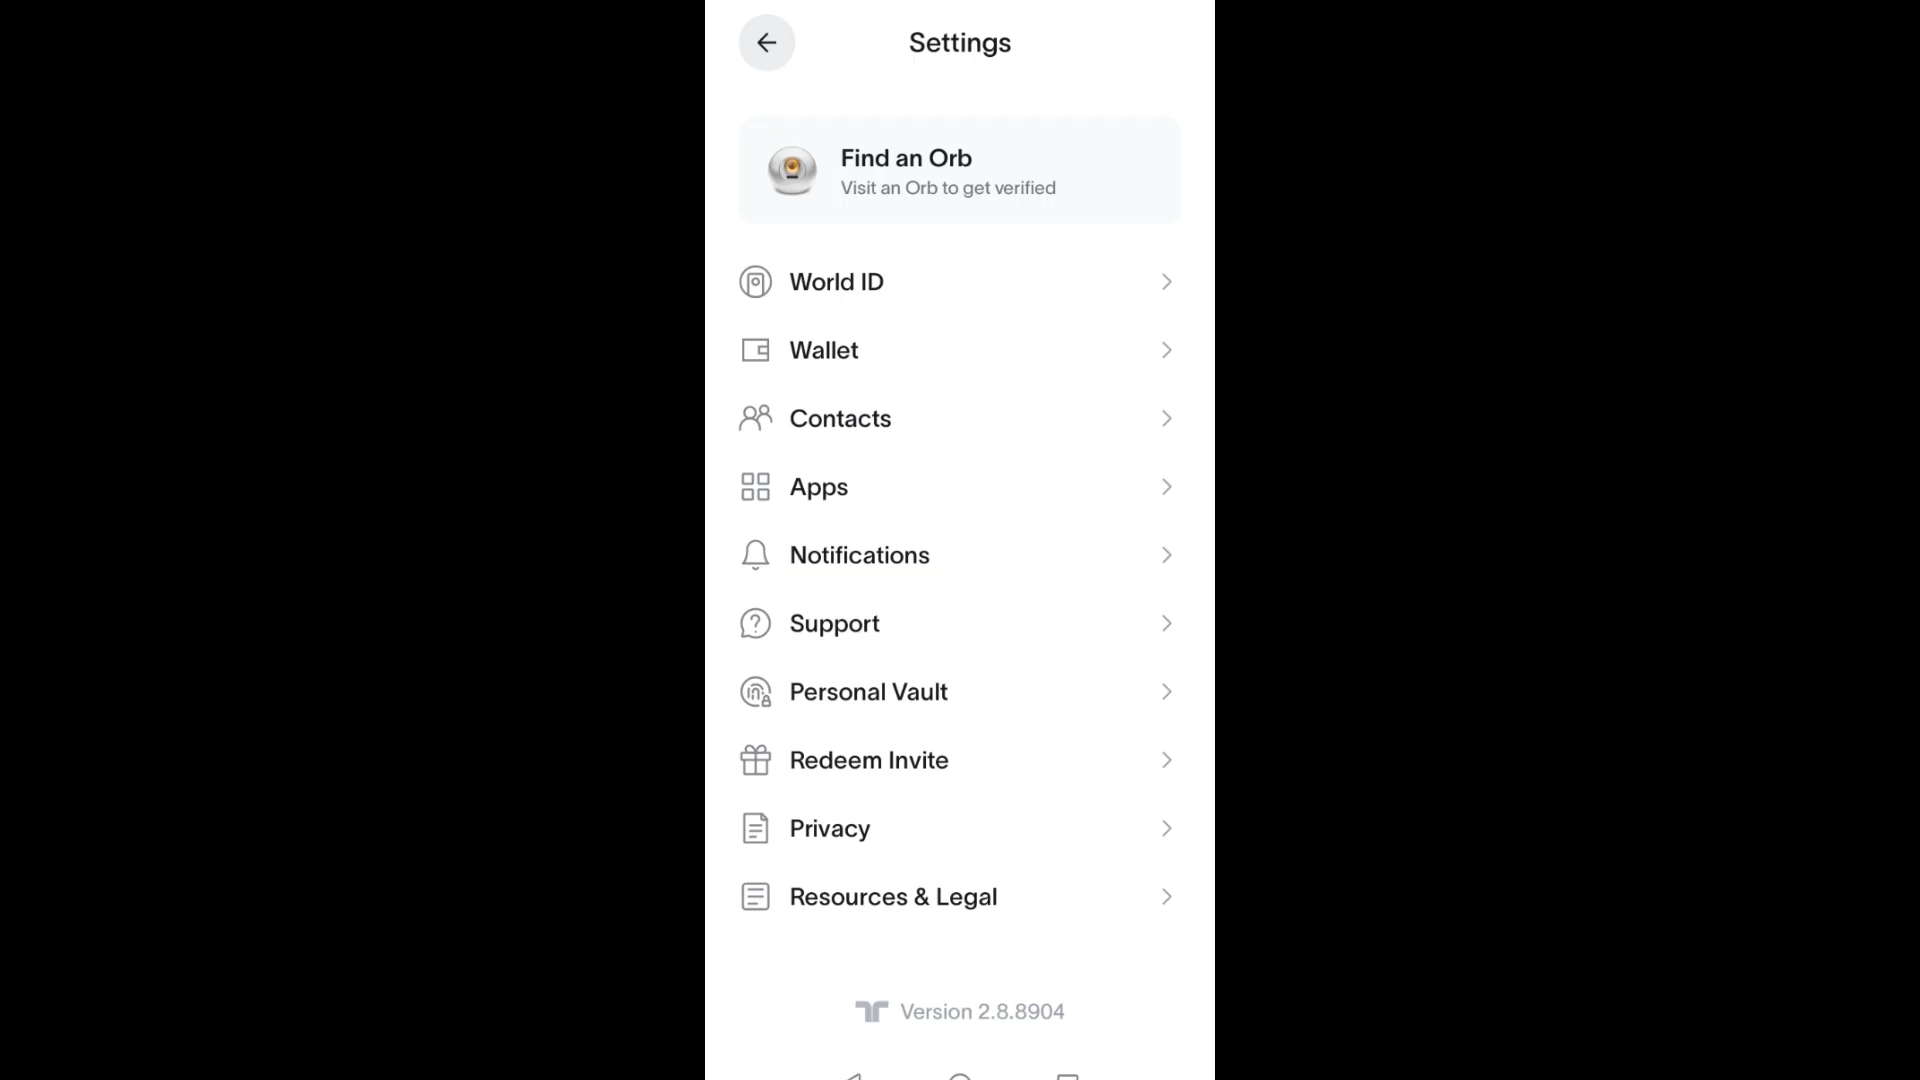 Settings
Find an Orb
Visit an Orb to get verified
World ID
Wallet
Contacts
Apps
Notifications
Support
Personal Vault
Redeem Invite
Privacy
Resources & Legal
Version 2.8.8904